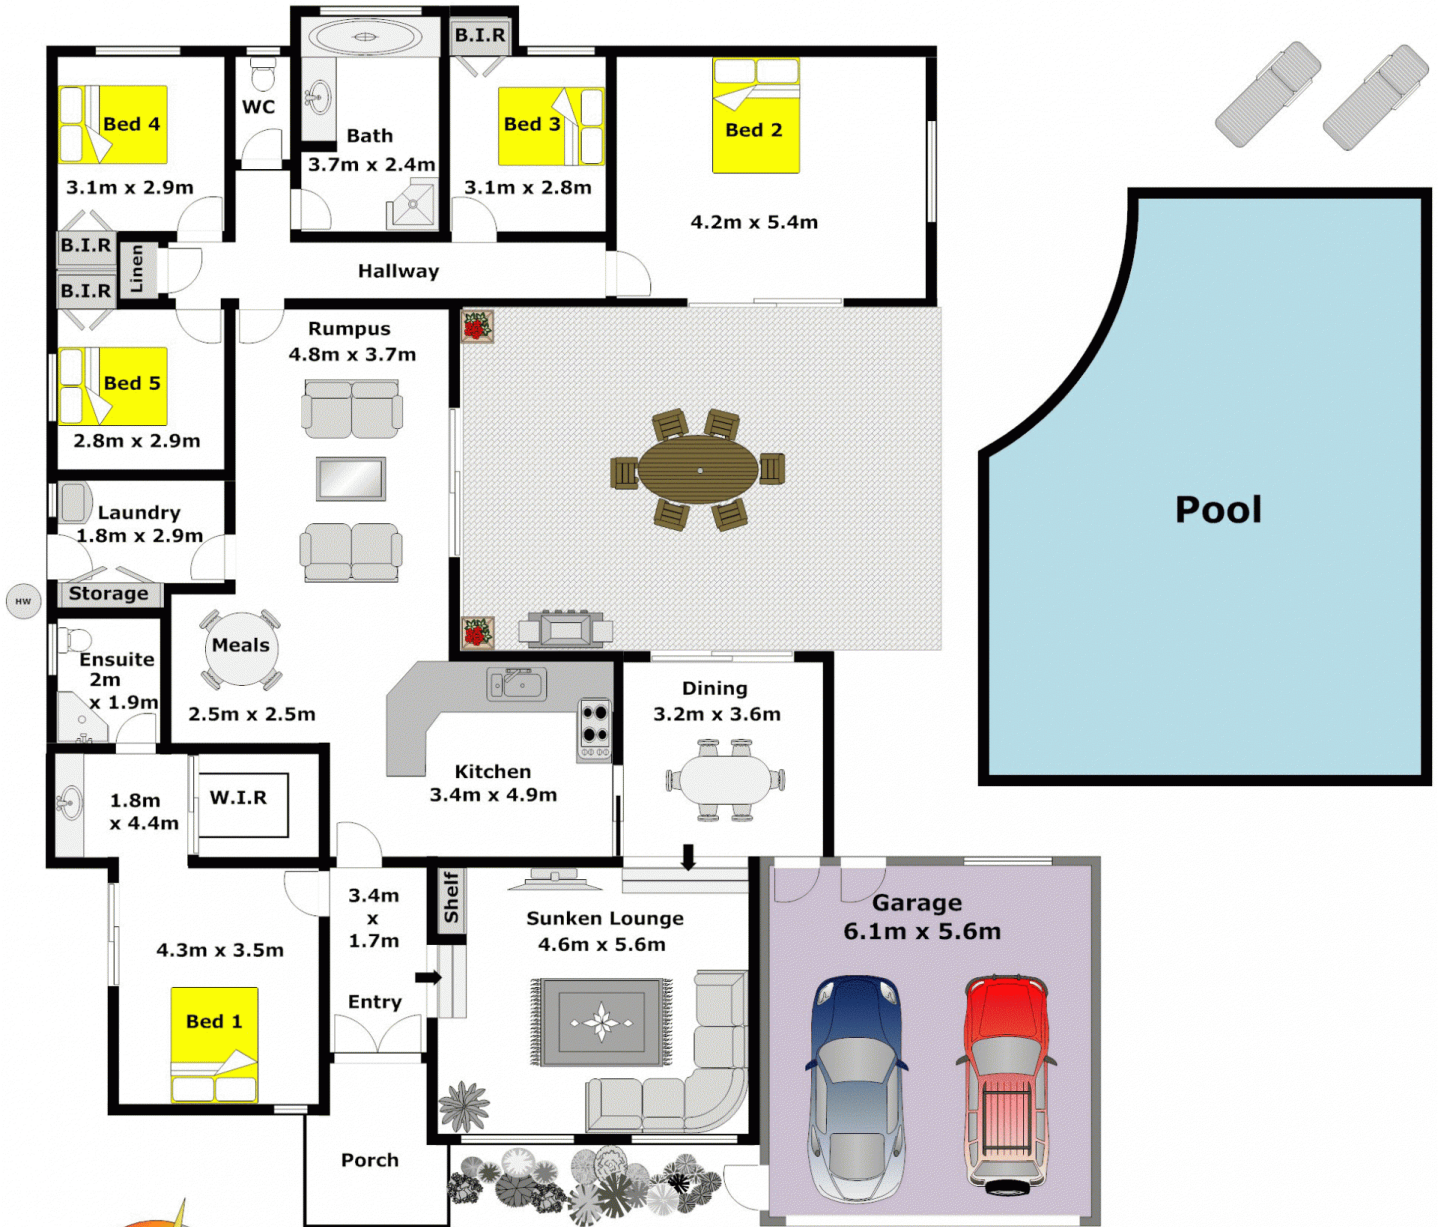 B.I.R
Bed 4
3.1m x 2.9m
WC
Bath
3.7m x 2.4m
Bed 3
3.1m x 2.8m
Bed 2
4.2m x 5.4m
B.I.R
B.I.R
Linen
Hallway
Rumpus
4.8m x 3.7m
Bed 5
2.8m x 2.9m
Laundry
1.8m x 2.9m
Storage
HW
Pool
Meals
2.5m x 2.5m
Ensuite
2m
x 1.9m
Dining
3.2m x 3.6m
Kitchen
3.4m x 4.9m
1.8m
x 4.4m
W.I.R
Shelf
3.4m
x
1.7m
Entry
Sunken Lounge
4.6m x 5.6m
Garage
6.1m x 5.6m
4.3m x 3.5m
Bed 1
Porch